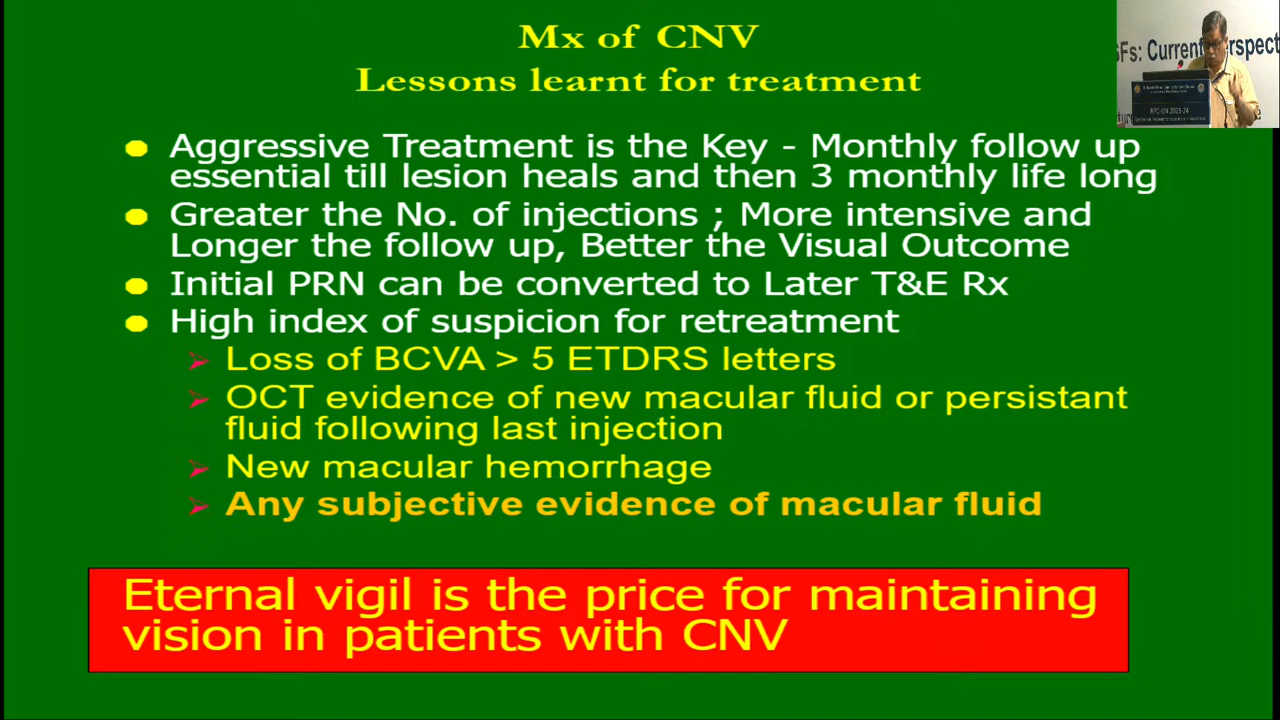 Mx of CNV
Lessons learnt for treatment
Aggressive Treatment is the Key - Monthly follow up
essential till lesion heals and then 3 monthly life long
Greater the No. of injections ; More intensive and
Longer the follow up, Better the Visual Outcome
Initial PRN can be converted to Later T&E Rx
High index of suspicion for retreatment
Loss of BCVA > 5 ETDRS letters
OCT evidence of new macular fluid or persistant
fluid following last injection
New macular hemorrhage
Any subjective evidence of macular fluid
Eternal vigil is the price for maintaining
vision in patients with CNV
GFs: Current